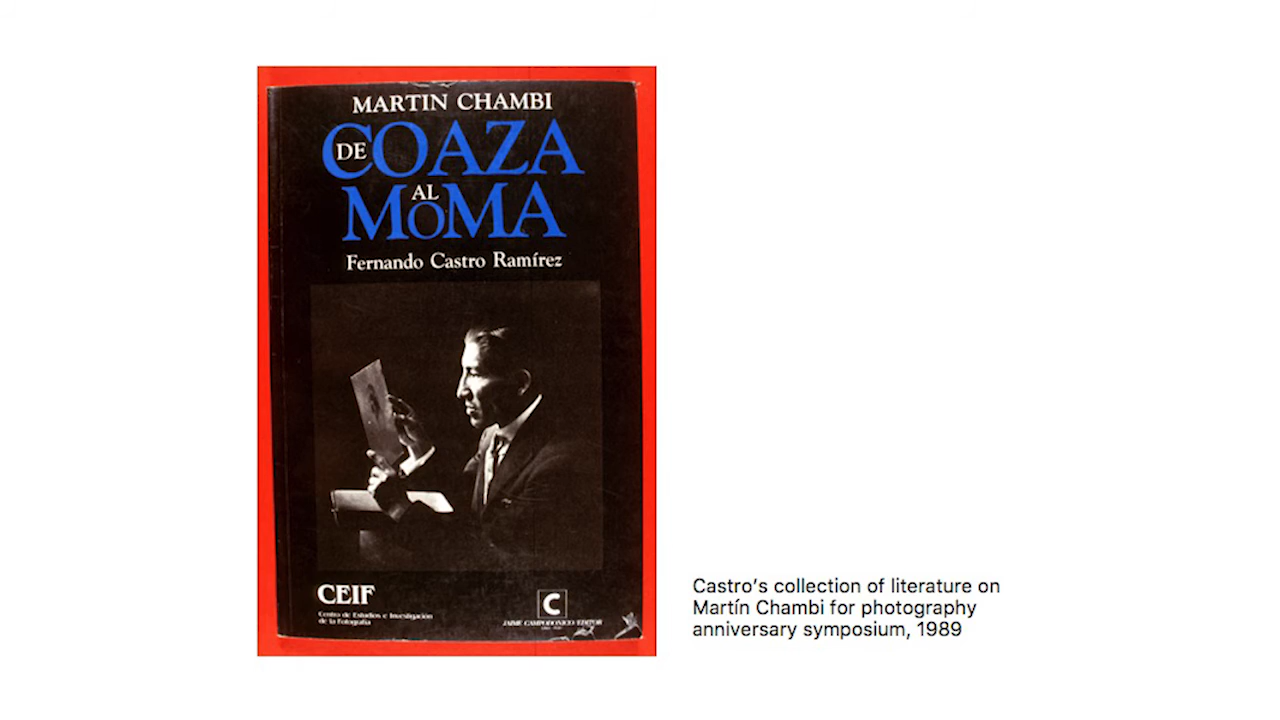 MARTIN CHAMBI
DE COAZA
AL
MOMA
Fernando Castro Ramírez
CEIF
Centro de Estudios e Investigación
de la Fotografía
C
JAIME CAMPODONICO/EDITOR
Castro's collection of literature on
Martín Chambi for photography
anniversary symposium, 1989